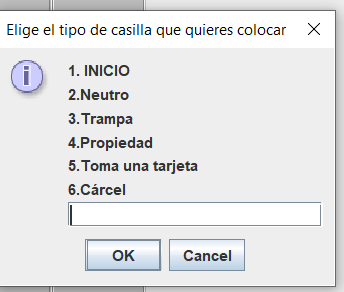 Elige el tipo de casilla que quieres colocar
1. INICIO
2.Neutro
3.Trampa
4.Propiedad
5.Toma una tarjeta
6.Cárcel
OK Cancel